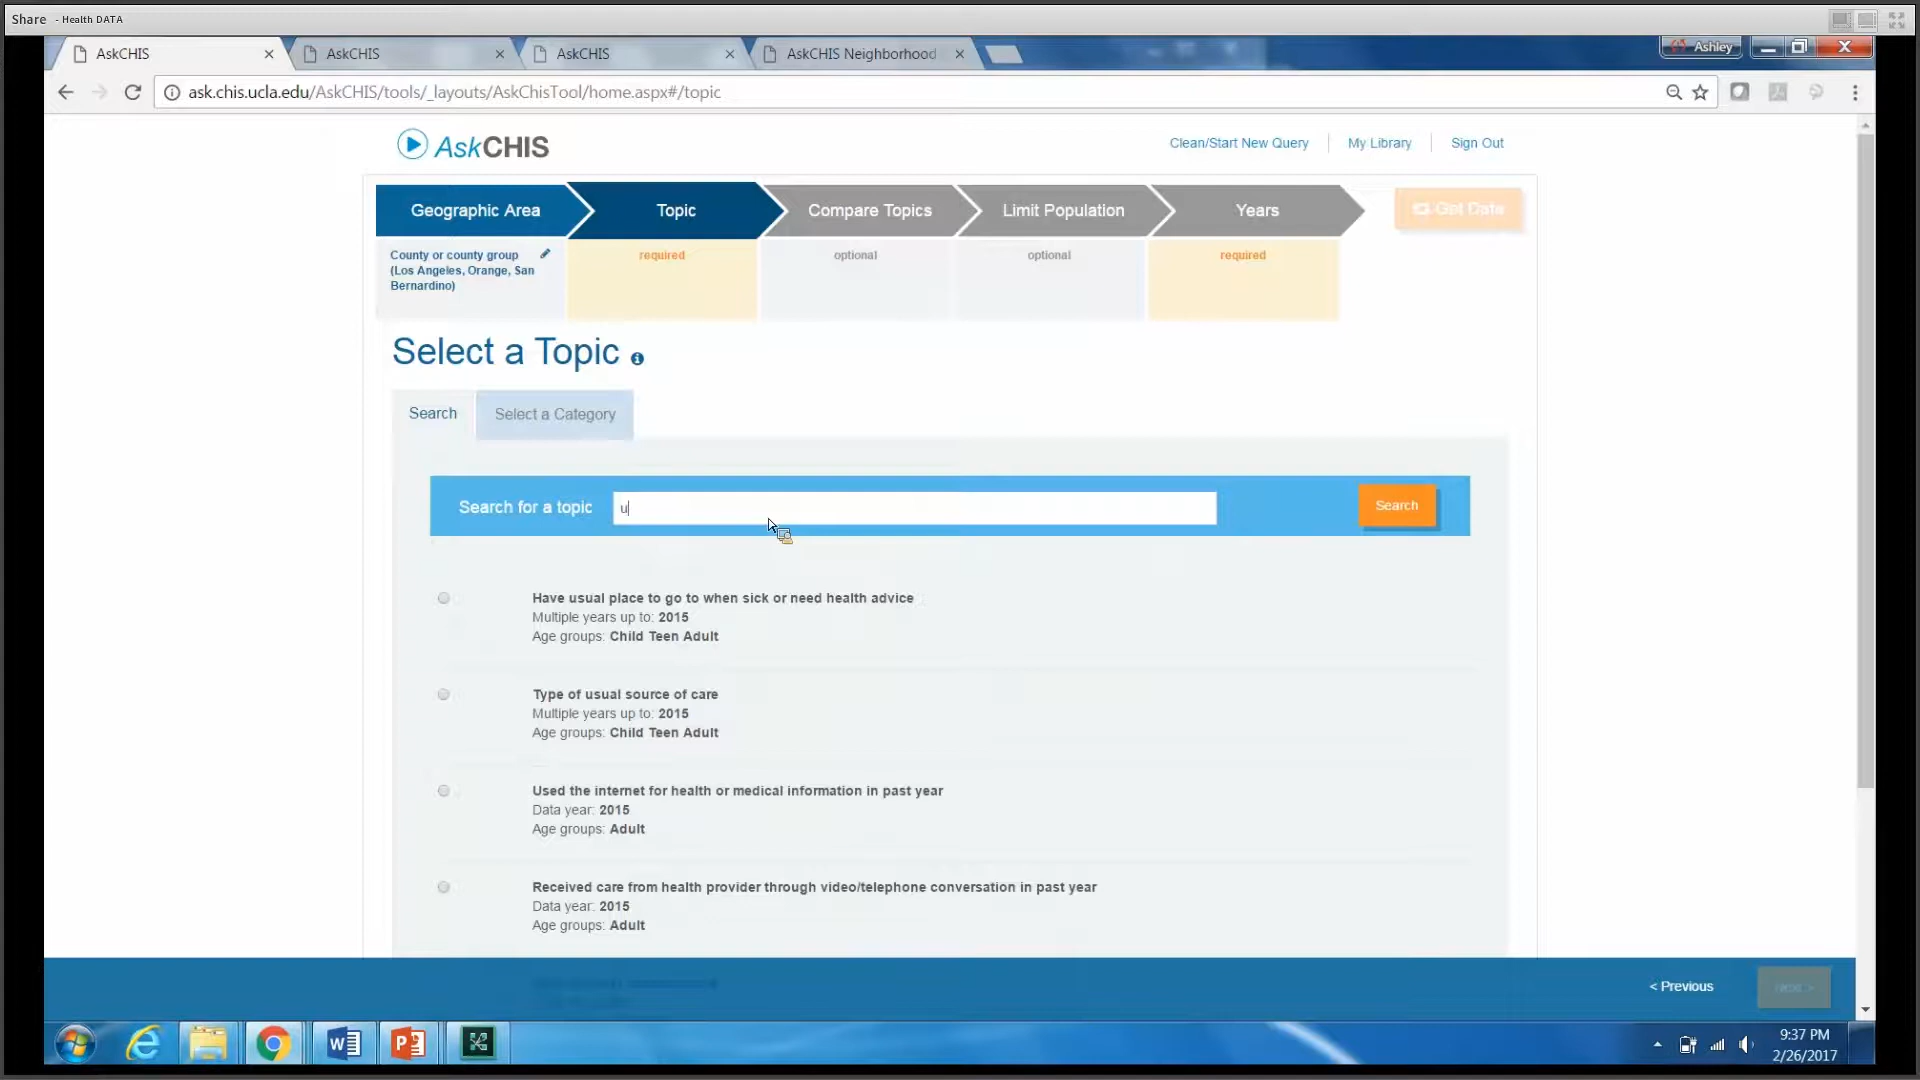 Share - Health DATA
AskCHIS
AskCHIS
AskCHIS
AskCHIS Neighborhood
Ashley
ask.chis.ucla.edu/AskCHIS/tools/_layouts/AskChisTool/home.aspx#/topic
AskCHIS
Clean/Start New Query
My Library
Sign Out
Geographic Area
Topic
Compare Topics
Limit Population
Years
Get Data
County or county group
(Los Angeles, Orange, San
Bernardino)
required
optional
optional
required
Select a Topic
Search
Select a Category
Search for a topic
u
Search
Have usual place to go to when sick or need health advice
Multiple years up to: 2015
Age groups: Child Teen Adult
Type of usual source of care
Multiple years up to: 2015
Age groups: Child Teen Adult
Used the internet for health or medical information in past year
Data year: 2015
Age groups: Adult
Received care from health provider through video/telephone conversation in past year
Data year: 2015
Age groups: Adult
< Previous
Next >
9:37 PM
2/26/2017